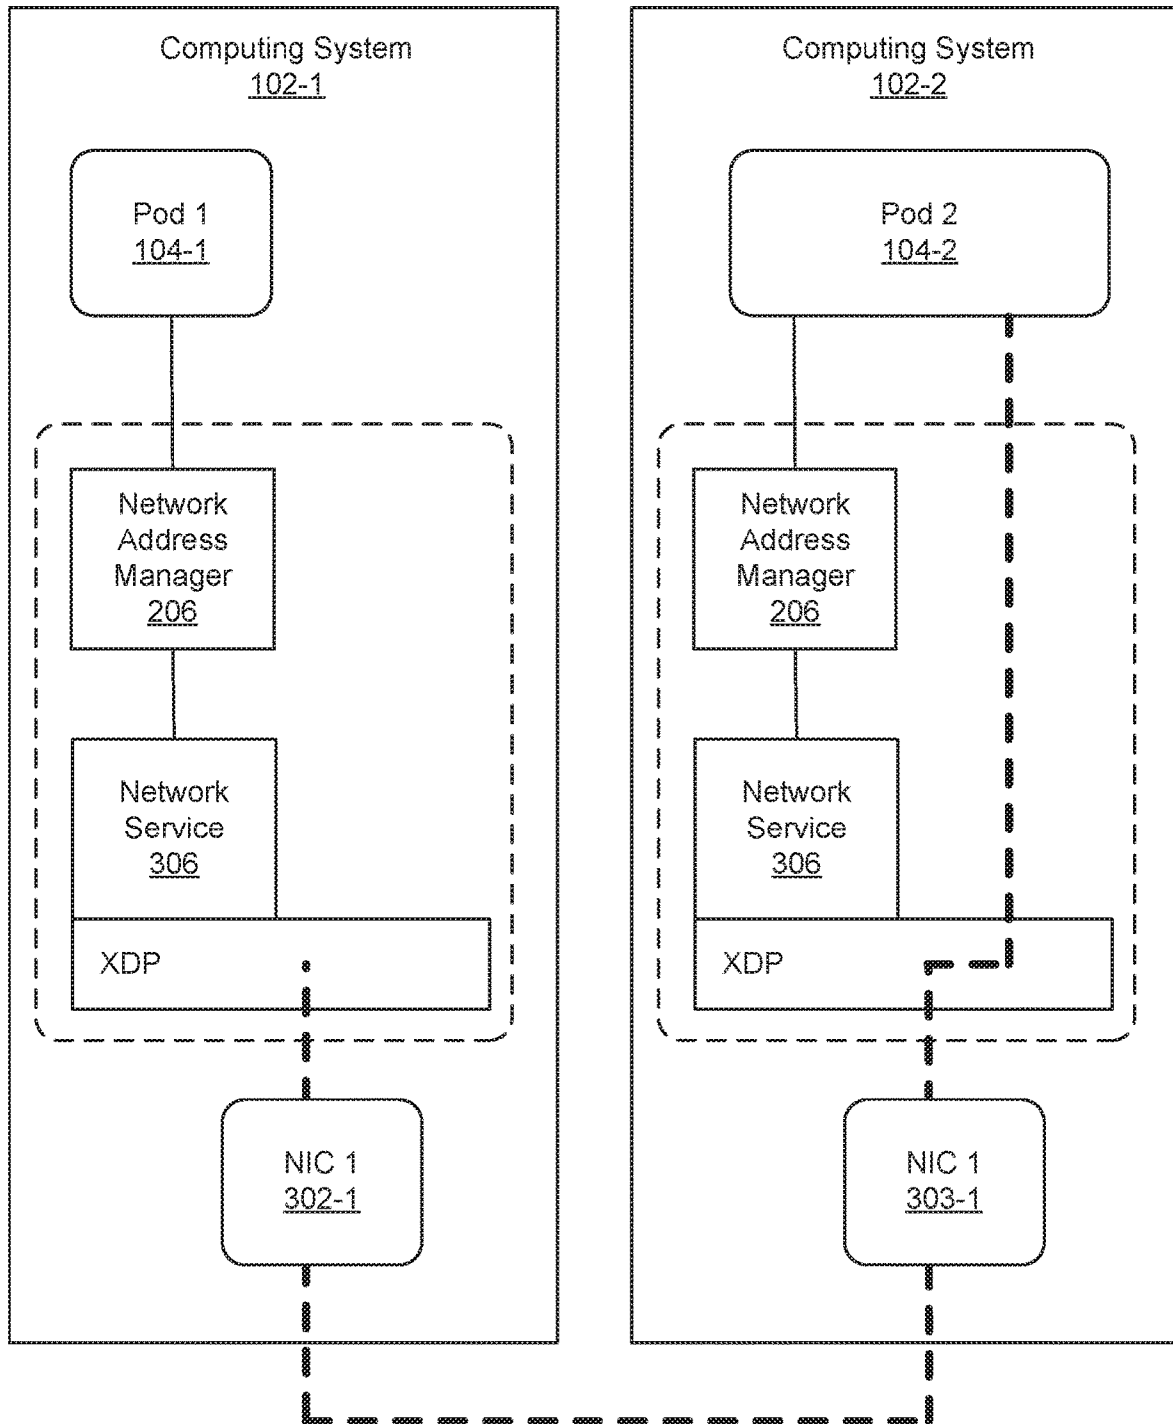 Computing System
102-1
Pod 1
104-1
Network
Address
Manager
206
Network
Service
306
XDP
NIC 1
302-1
Computing System
102-2
Pod 2
104-2
Network
Address
Manager
206
Network
Service
306
XDP
NIC 1
303-1